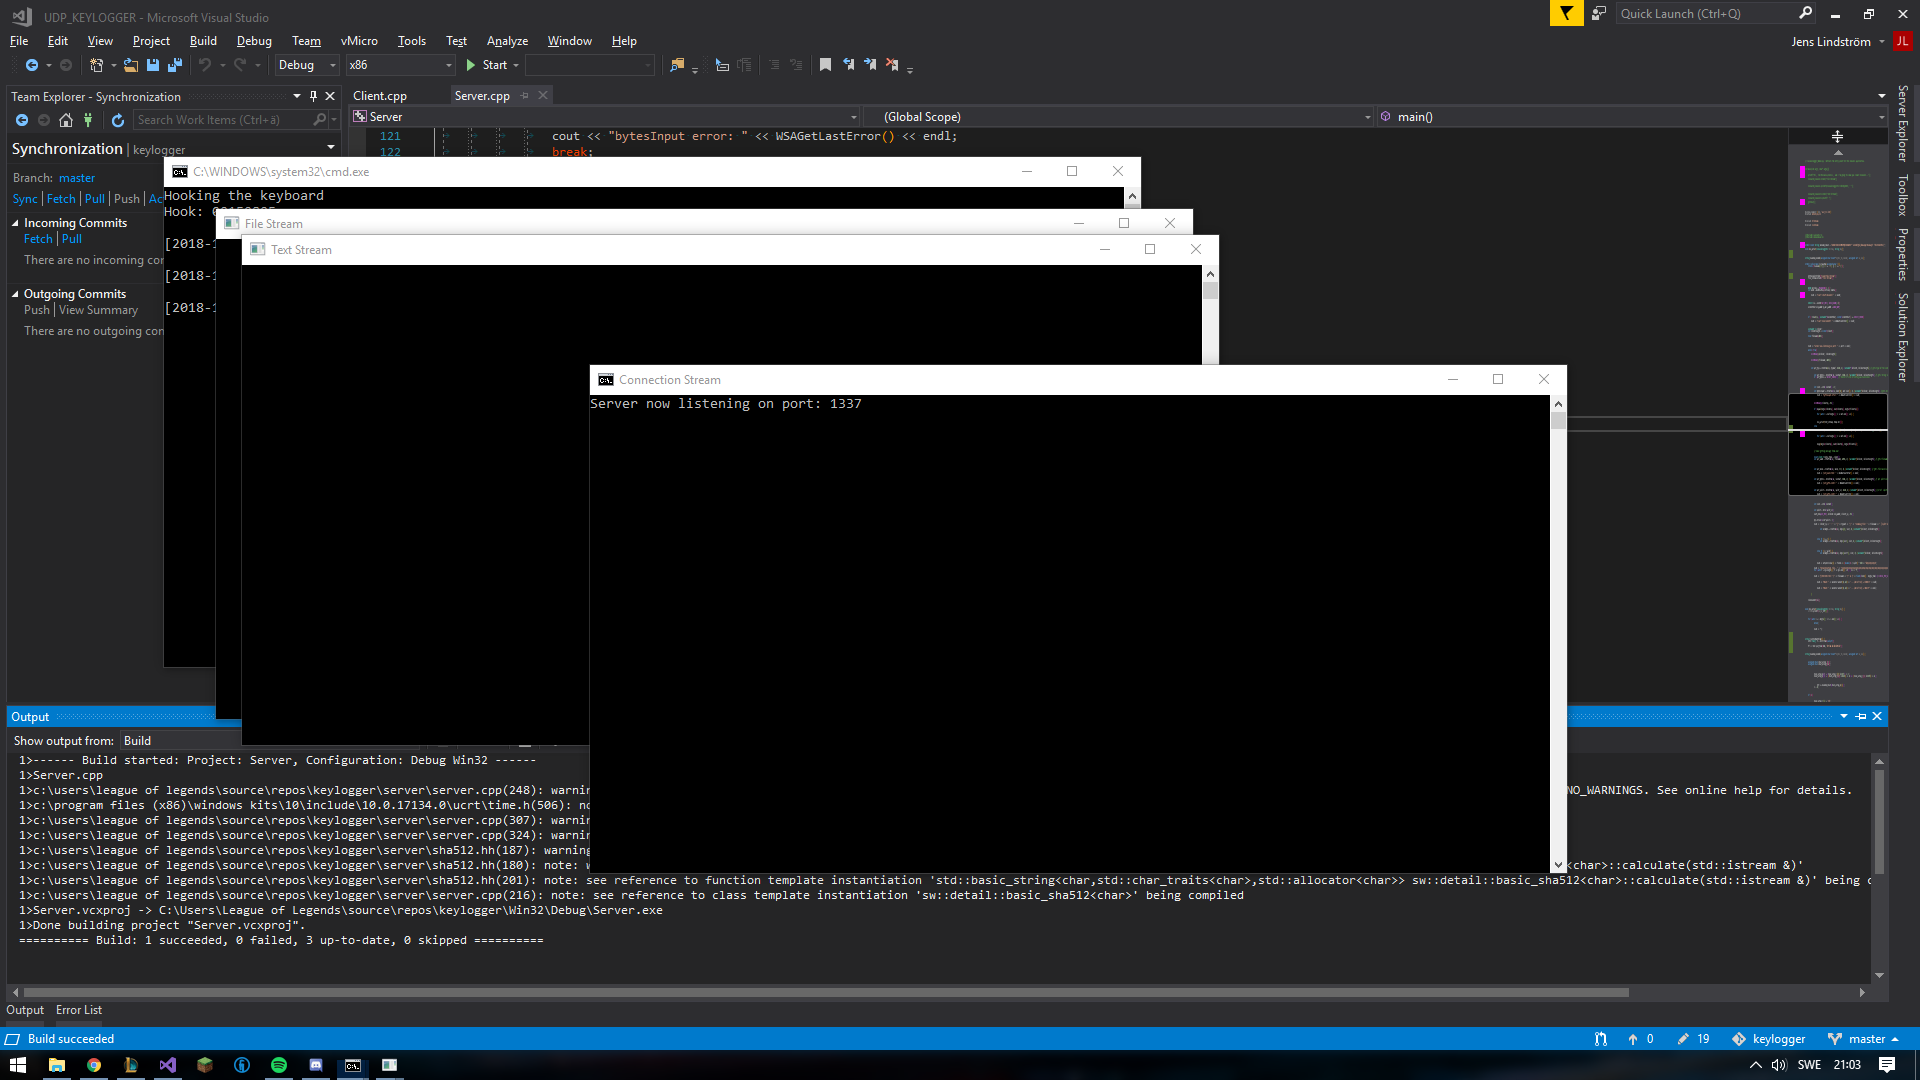 UDP_KEYLOGGER - Microsoft Visual Studio
Quick Launch (Ctrl+Q)
File Edit View Project Build Debug Team vMicro Tools Test Analyze Window Help
Jens Lindström JL
Debug x86 Start
Team Explorer - Synchronization
Client.cpp Server.cpp
Search Work Items (Ctrl+ä)
Server (Global Scope) main()
121 cout << "bytesInput error: " << WSAGetLastError() << endl;
122 break;
Synchronization | keylogger
Branch: master
Sync | Fetch | Pull | Push |
Incoming Commits
Fetch | Pull
There are no incoming
Outgoing Commits
Push | View Summary
There are no outgoing
C:\WINDOWS\system32\cmd.exe
Hooking the keyboard
Hook:
[2018-1
[2018-1
[2018-1
File Stream
Text Stream
Connection Stream
Server now listening on port: 1337
Server Explorer
Toolbox
Properties
Solution Explorer
Output
Show output from: Build
1>------ Build started: Project: Server, Configuration: Debug Win32 ------
1>Server.cpp
1>c:\users\league of legends\source\repos\keylogger\server\server.cpp(248): NO_WARNINGS. See online help for details.
1>c:\program files (x86)\windows kits\10\include\10.0.17134.0\ucrt\time.h(506):
1>c:\users\league of legends\source\repos\keylogger\server\server.cpp(307):
1>c:\users\league of legends\source\repos\keylogger\server\server.cpp(324):
1>c:\users\league of legends\source\repos\keylogger\server\sha512.hh(187): warning
1>c:\users\league of legends\source\repos\keylogger\server\sha512.hh(180): note: <char>::calculate(std::istream &)'
1>c:\users\league of legends\source\repos\keylogger\server\sha512.hh(201): note: see reference to function template instantiation 'std::basic_string<char,std::char_traits<char>,std::allocator<char>> sw::detail::basic_sha512<char>::calculate(std::istream &)' being
1>c:\users\league of legends\source\repos\keylogger\server\server.cpp(216): note: see reference to class template instantiation 'sw::detail::basic_sha512<char>' being compiled
1>Server.vcxproj -> C:\Users\League of Legends\source\repos\keylogger\Win32\Debug\Server.exe
1>Done building project "Server.vcxproj".
========== Build: 1 succeeded, 0 failed, 3 up-to-date, 0 skipped ==========
Output Error List
Build succeeded
0 19 keylogger master
SWE 21:03